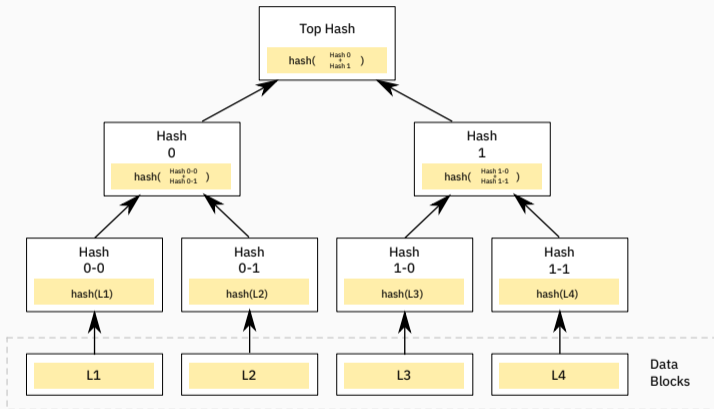 Top Hash
hash( Hash 0 + Hash 1 )
Hash
0
hash( Hash 0-0 + Hash 0-1 )
Hash
1
hash( Hash 1-0 + Hash 1-1 )
Hash
0-0
hash(L1)
Hash
0-1
hash(L2)
Hash
1-0
hash(L3)
Hash
1-1
hash(L4)
L1
L2
L3
L4
Data
Blocks